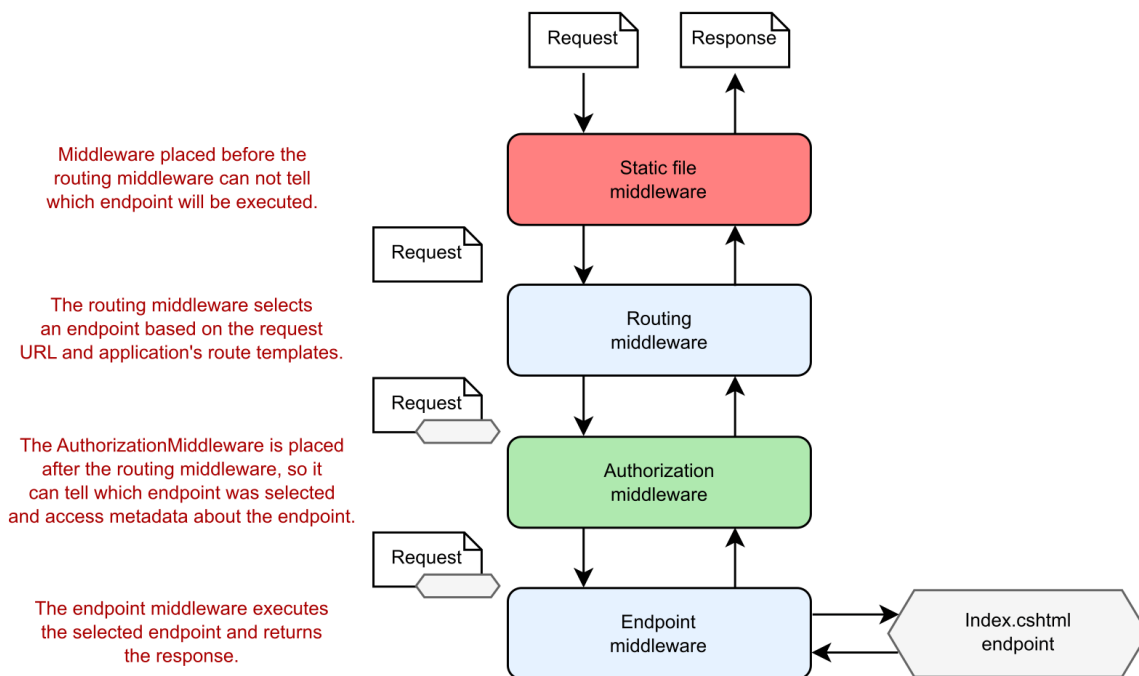 Request
Response
Middleware placed before the
routing middleware can not tell
which endpoint will be executed.
Static file
middleware
Request
The routing middleware selects
an endpoint based on the request
URL and application's route templates.
Routing
middleware
Request
The AuthorizationMiddleware is placed
after the routing middleware, so it
can tell which endpoint was selected
and access metadata about the endpoint.
Authorization
middleware
Request
The endpoint middleware executes
the selected endpoint and returns
the response.
Endpoint
middleware
Index.cshtml
endpoint